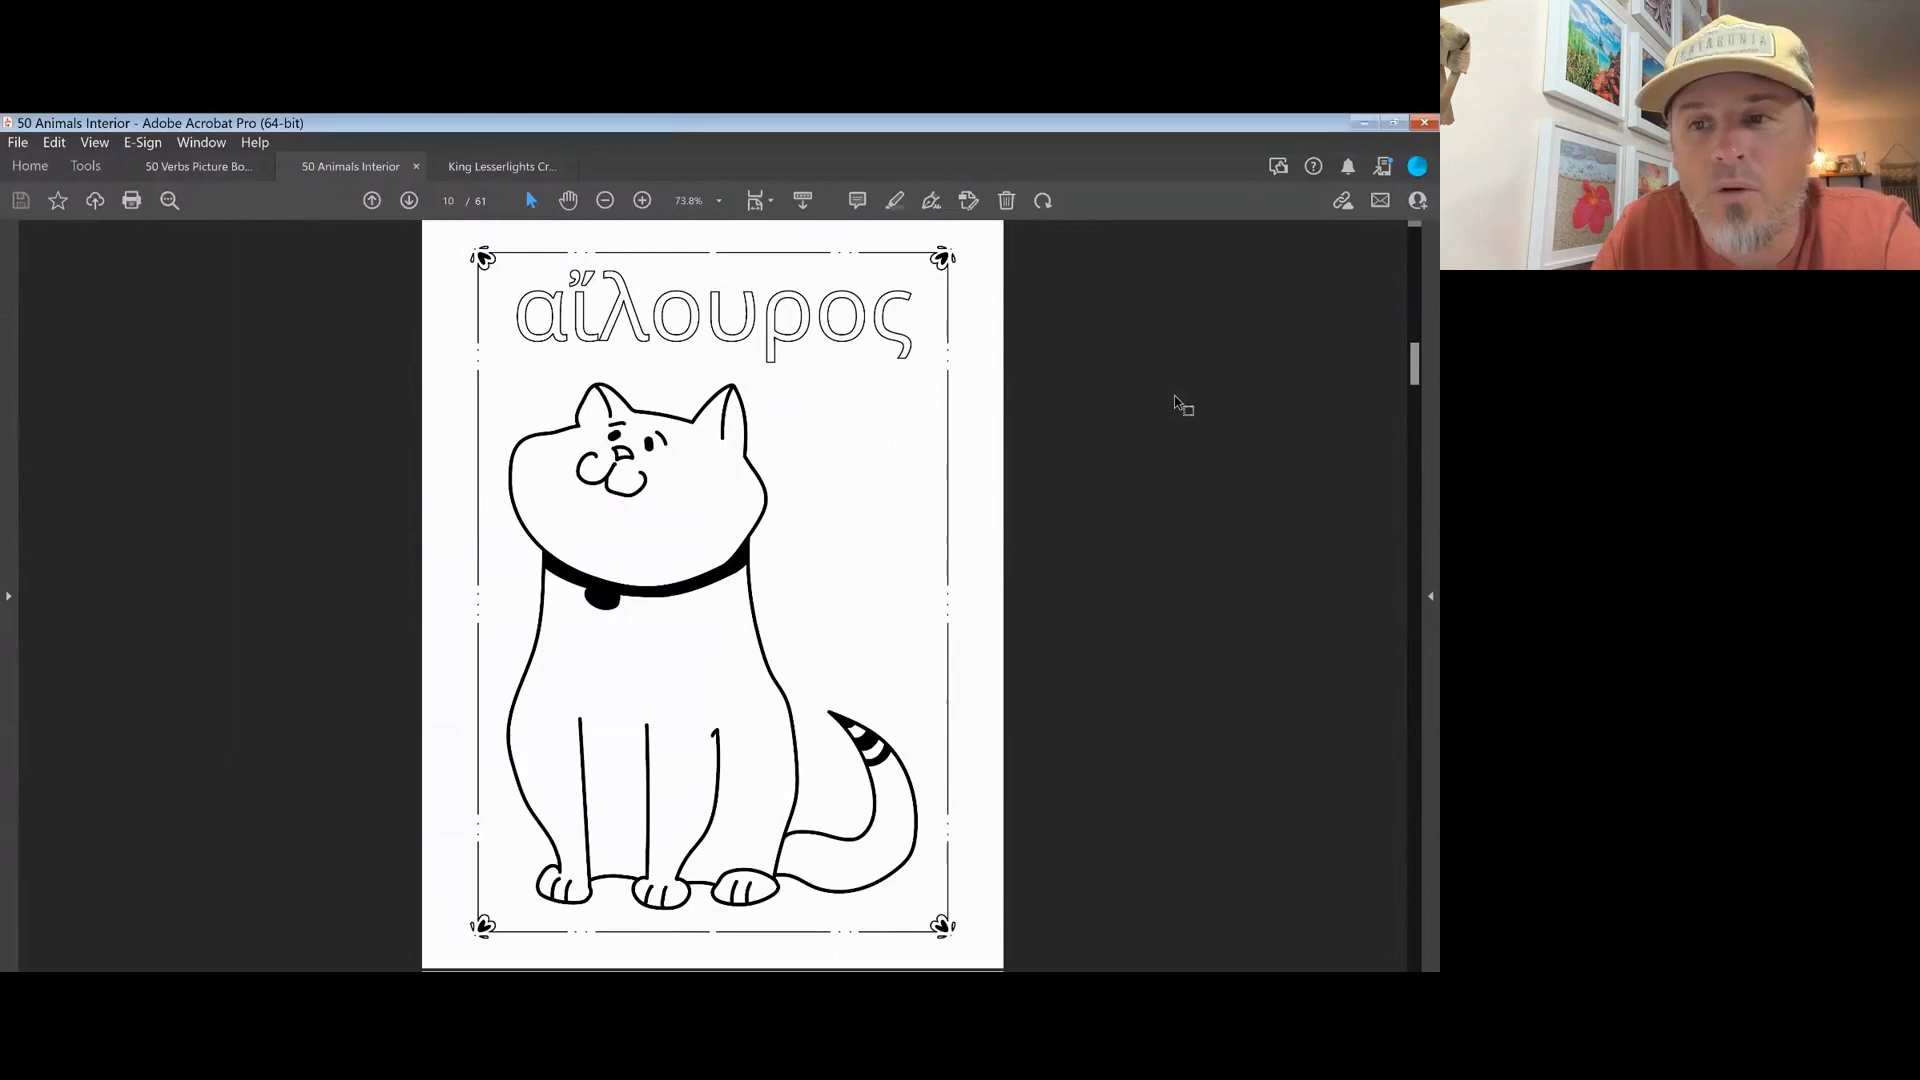 50 Animals Interior - Adobe Acrobat Pro (64-bit)
File Edit View E-Sign Window Help
Home Tools 50 Verbs Picture Bo... 50 Animals Interior × King Lesserlights Cr...
10 / 61 73.8%
αἴλουρος
PATAGONIA